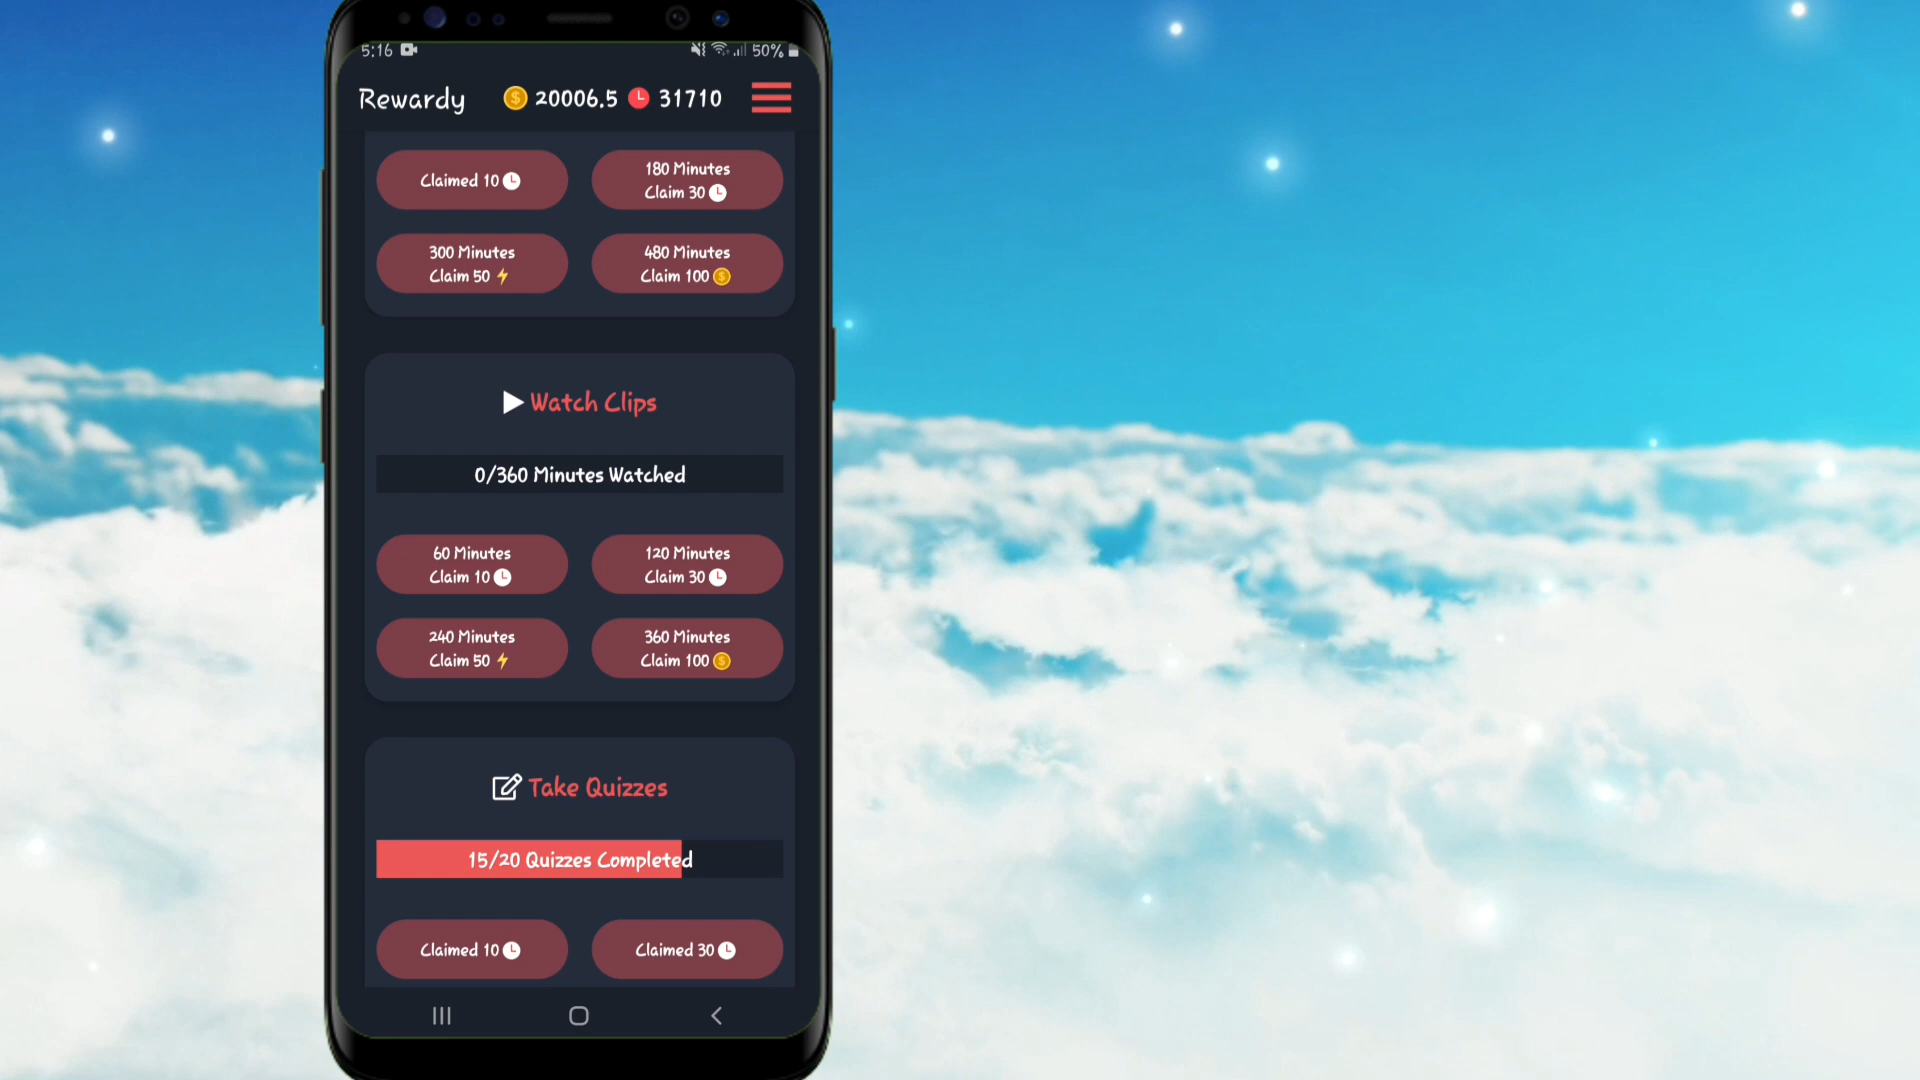 5:16
50%
Rewardy
20006.5
31710
Claimed 10
180 Minutes
Claim 30
300 Minutes
Claim 50
480 Minutes
Claim 100
Watch Clips
0/360 Minutes Watched
60 Minutes
Claim 10
120 Minutes
Claim 30
240 Minutes
Claim 50
360 Minutes
Claim 100
Take Quizzes
15/20 Quizzes Completed
Claimed 10
Claimed 30